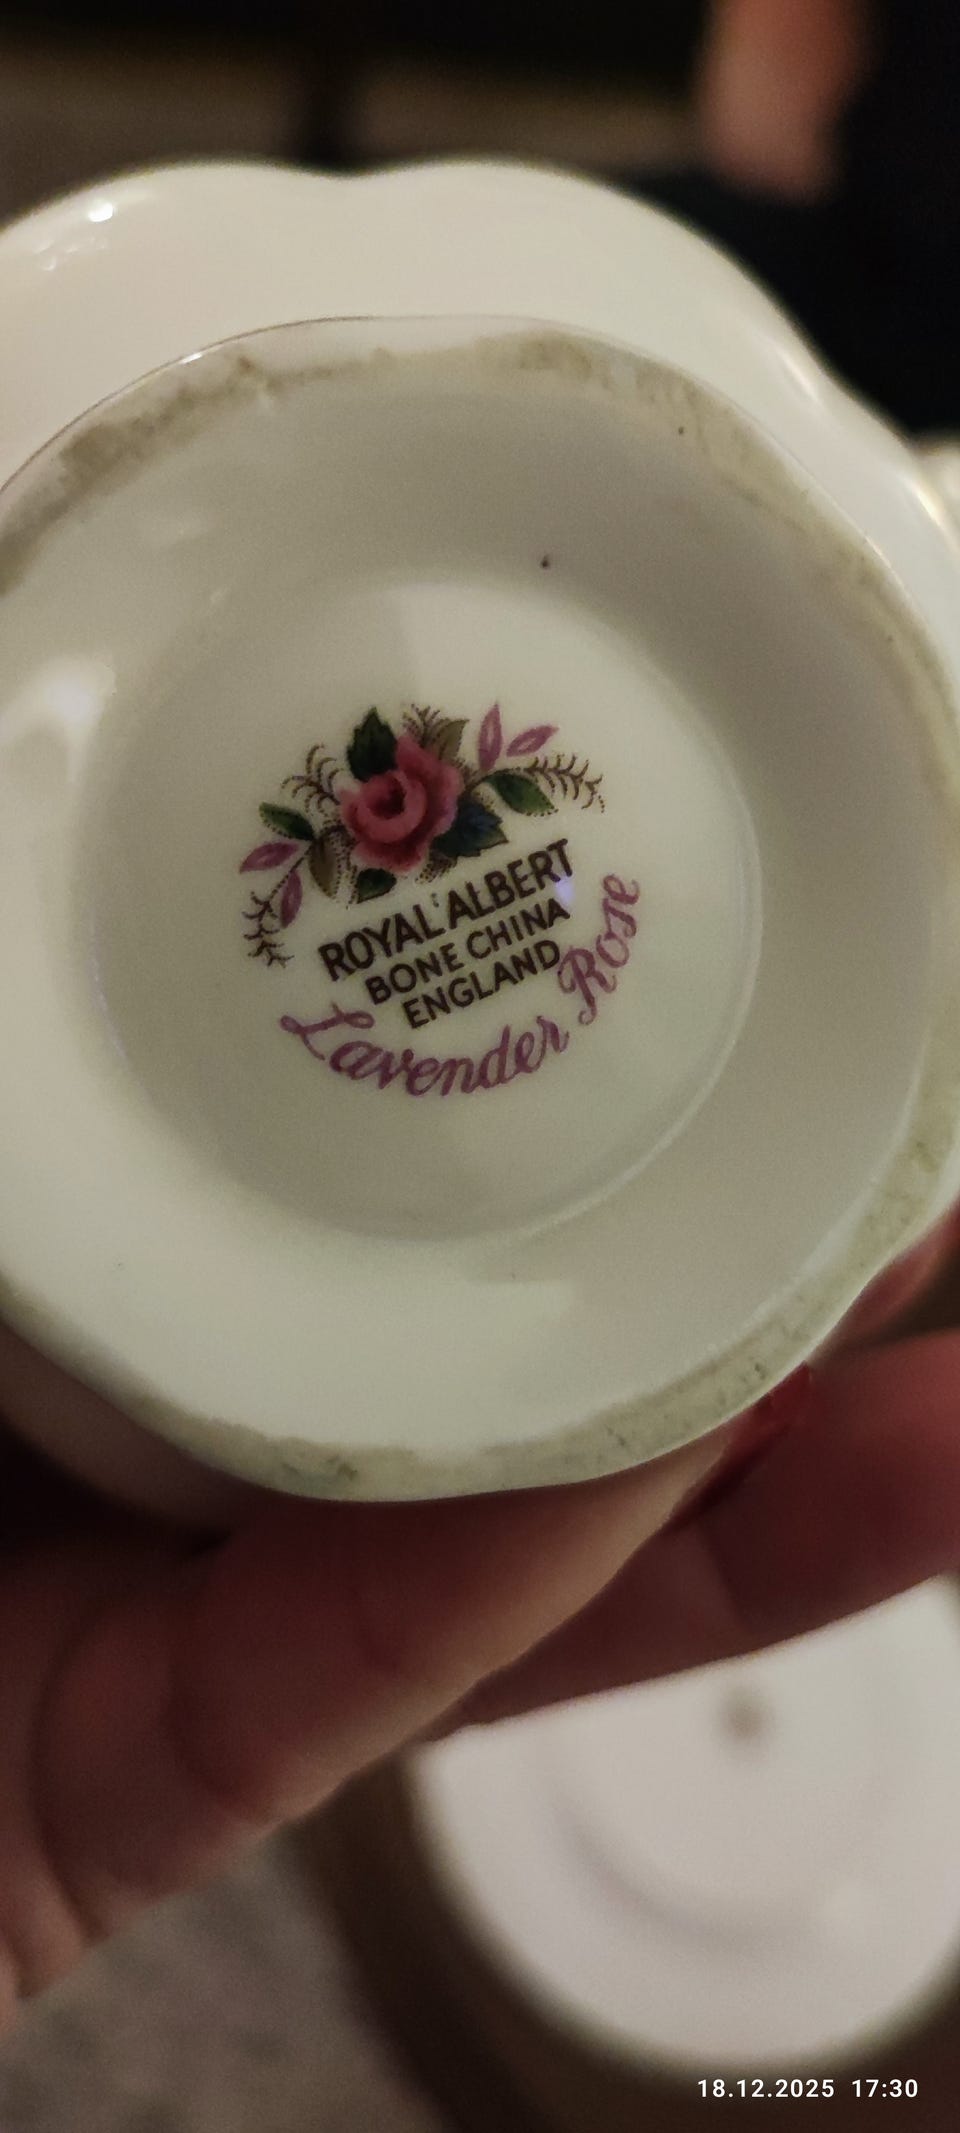 ROYAL ALBERT
BONE CHINA
ENGLAND
Lavender Rose
18.12.2025 17:30